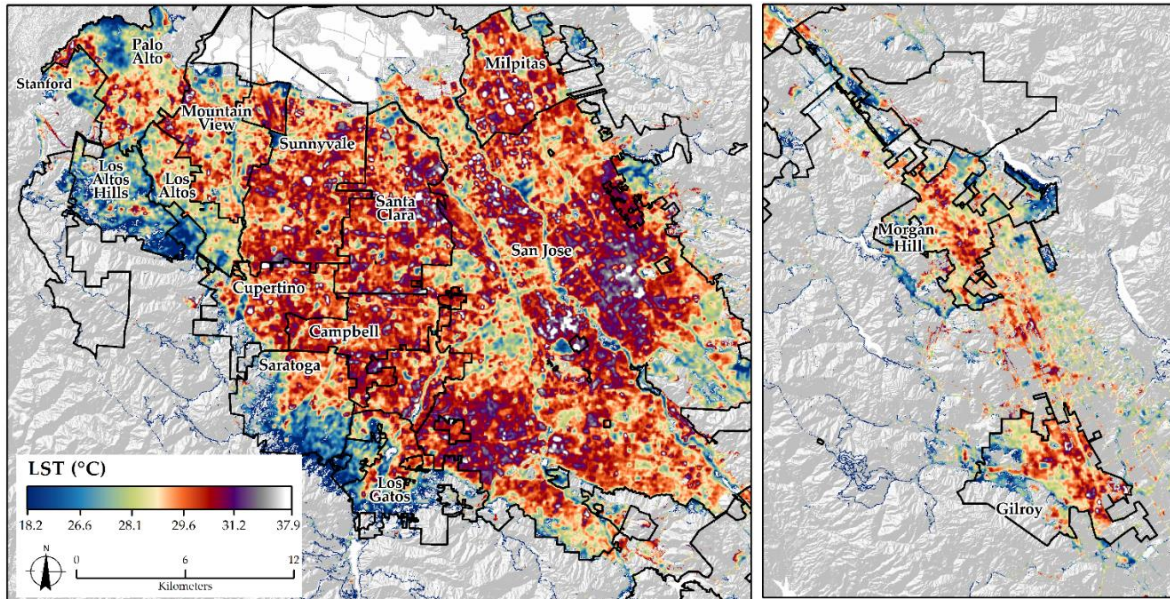 Palo
Alto
Stanford
Milpitas
Mountain
View
Sunnyvale
Los
Altos
Hills
Los
Altos
Santa
Clara
San Jose
Cupertino
Campbell
Saratoga
Los
Gatos
LST (°C)
18.2 26.6 28.1 29.6 31.2 37.9
N
0 6 12
Kilometers
Morgan
Hill
Gilroy